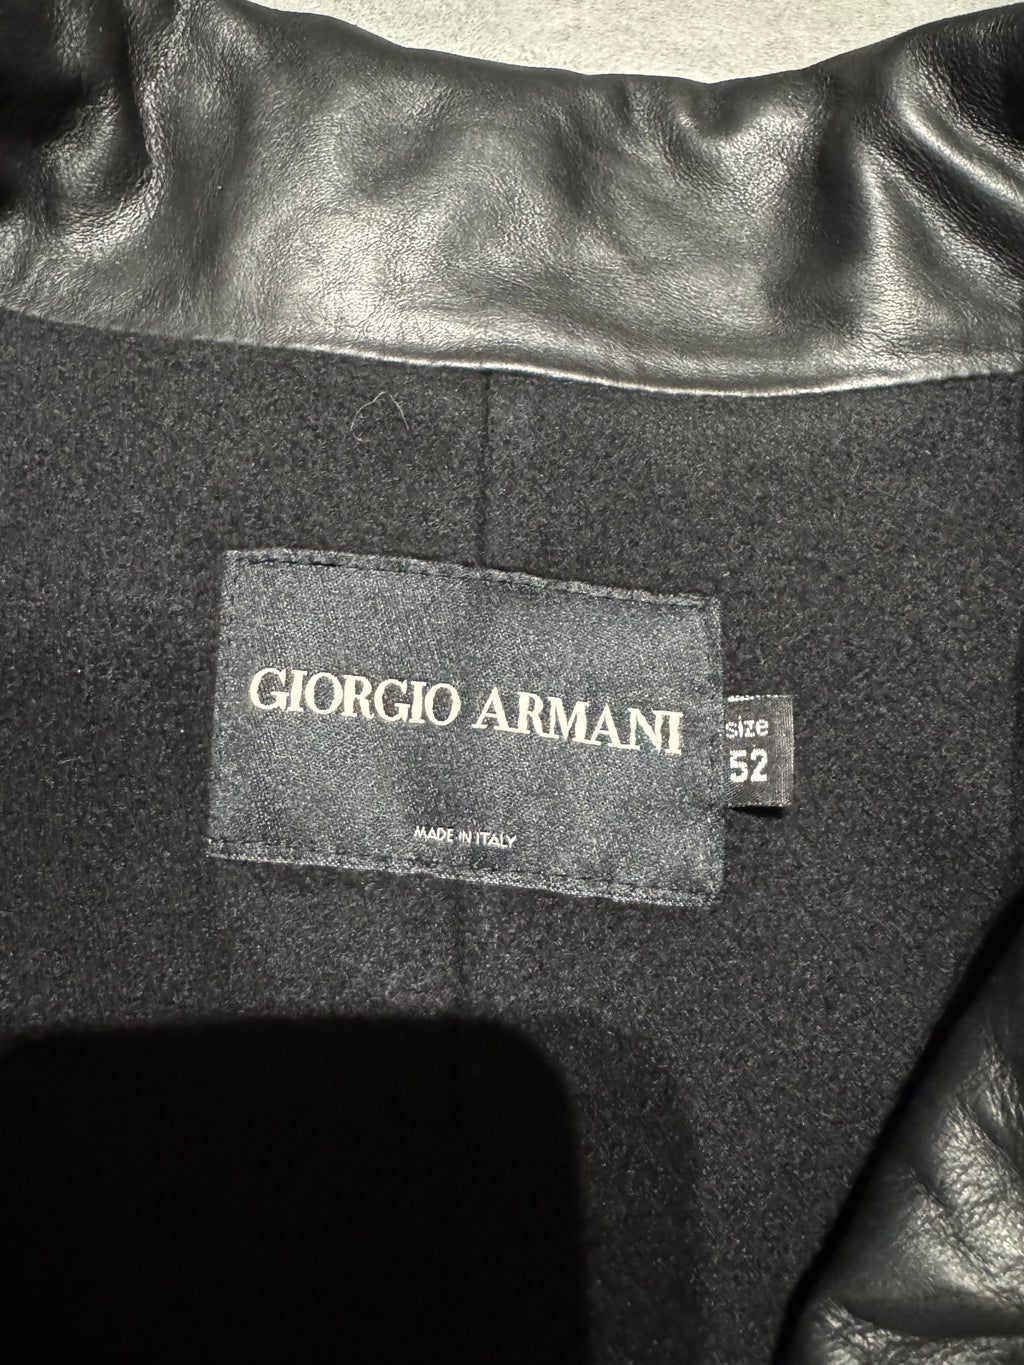 GIORGIO ARMANI
MADE IN ITALY
size
52